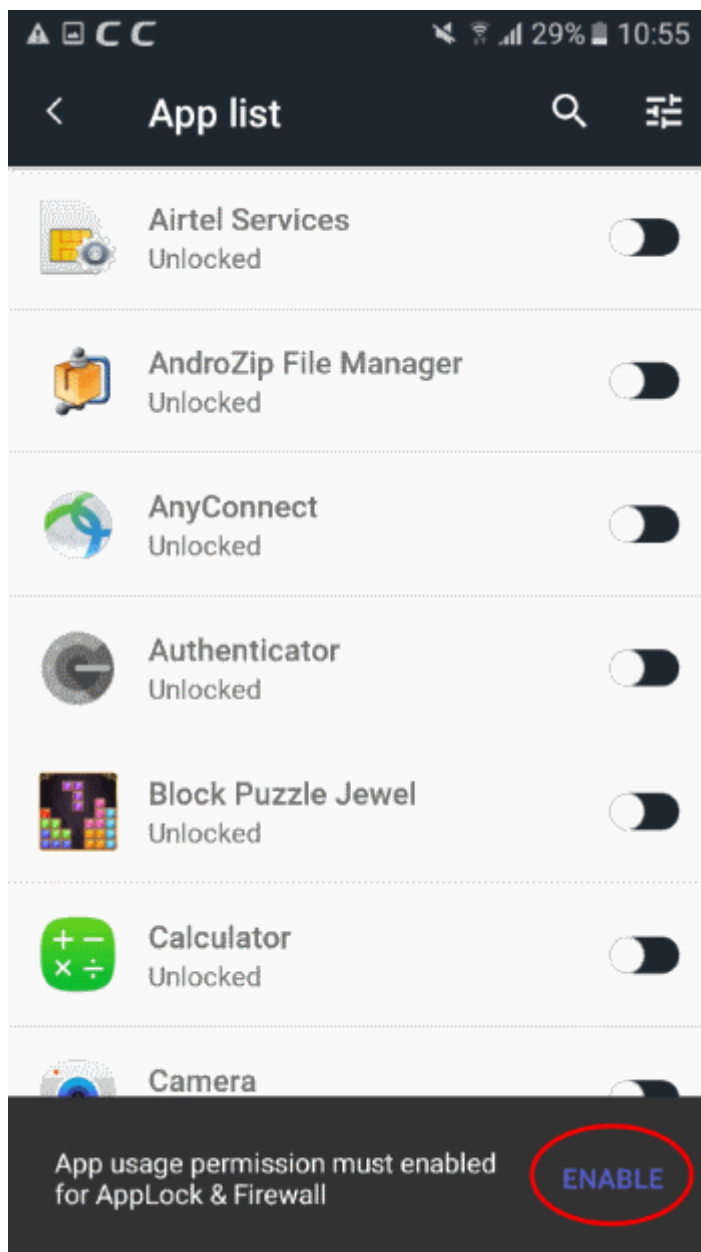 29% 10:55
App list
Airtel Services
Unlocked
AndroZip File Manager
Unlocked
AnyConnect
Unlocked
Authenticator
Unlocked
Block Puzzle Jewel
Unlocked
Calculator
Unlocked
Camera
App usage permission must enabled
for AppLock & Firewall
ENABLE